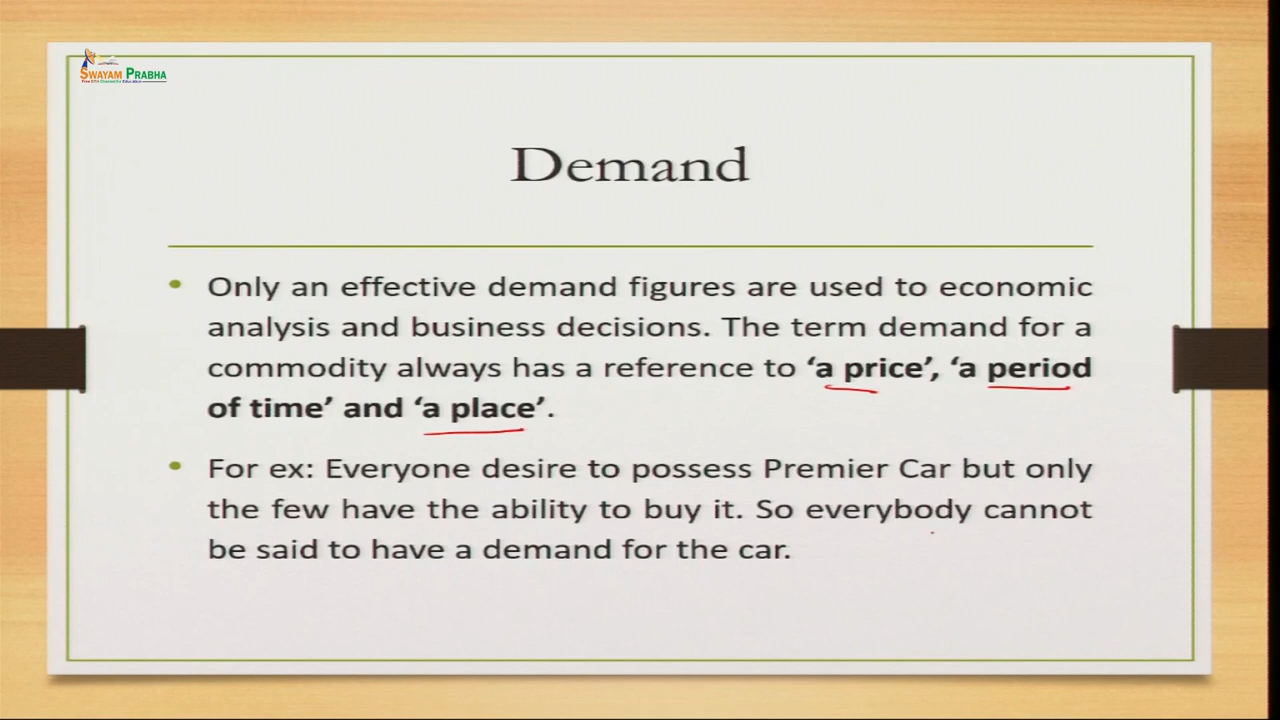 SWAYAM PRABHA
Demand
• Only an effective demand figures are used to economic
analysis and business decisions. The term demand for a
commodity always has a reference to ‘a price’, ‘a period
of time’ and ‘a place’.
• For ex: Everyone desire to possess Premier Car but only
the few have the ability to buy it. So everybody cannot
be said to have a demand for the car.